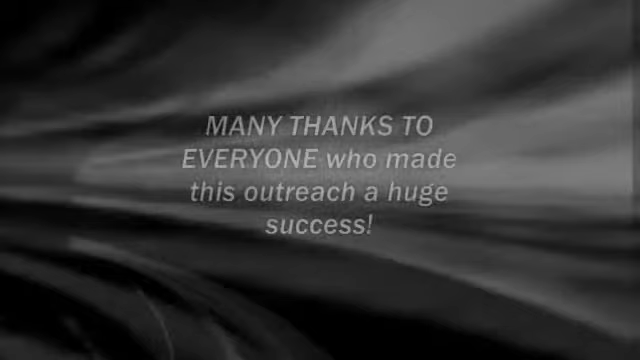 MANY THANKS TO
EVERYONE who made
this outreach a huge
success!